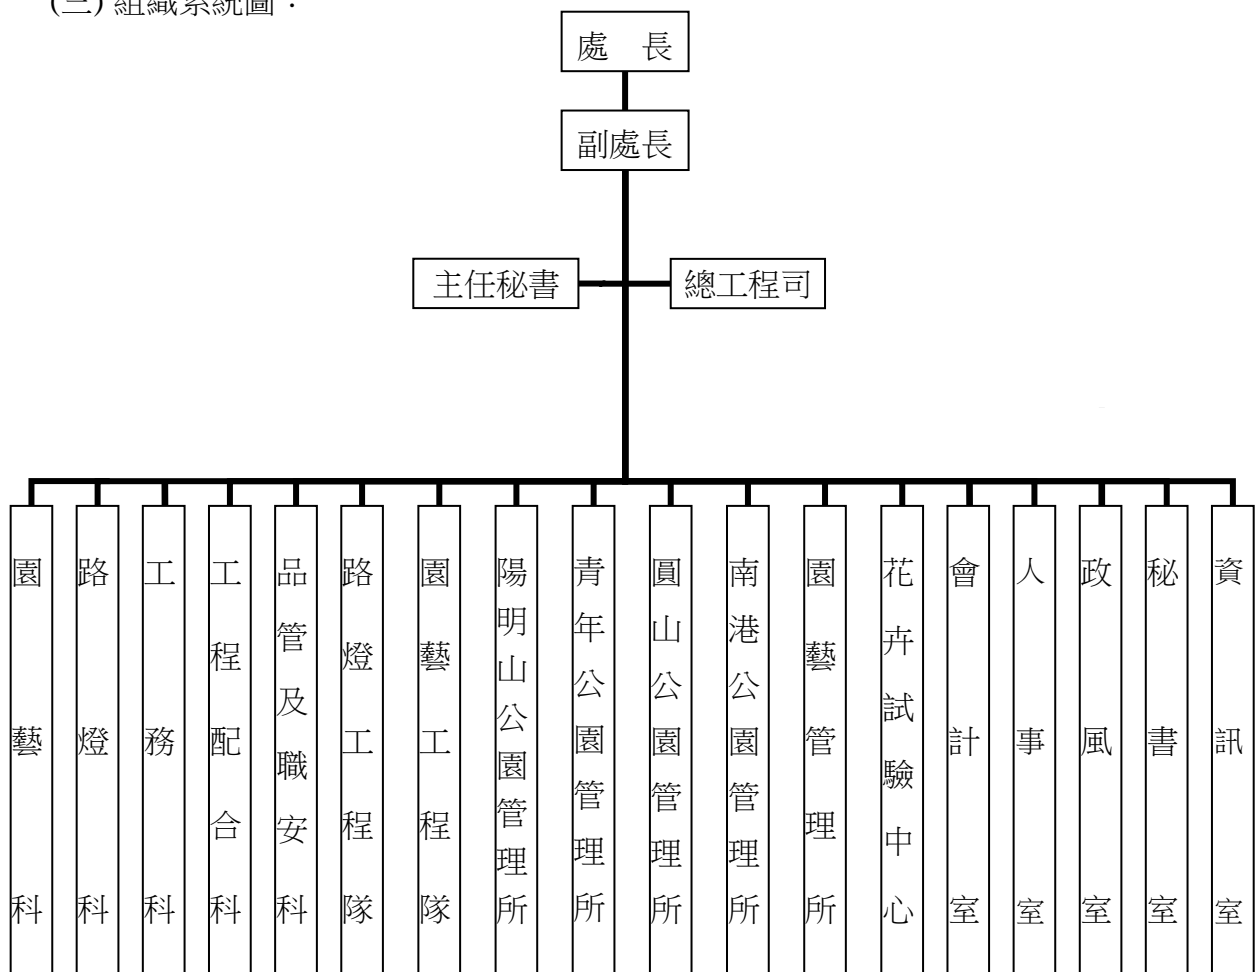 (三) 組織系統圖：
處　長
副處長
主任秘書
總工程司
園藝科
路燈科
工務科
工程配合科
品管及職安科
路燈工程隊
園藝工程隊
陽明山公園管理所
青年公園管理所
圓山公園管理所
南港公園管理所
園藝管理所
花卉試驗中心
會計室
人事室
政風室
秘書室
資訊室